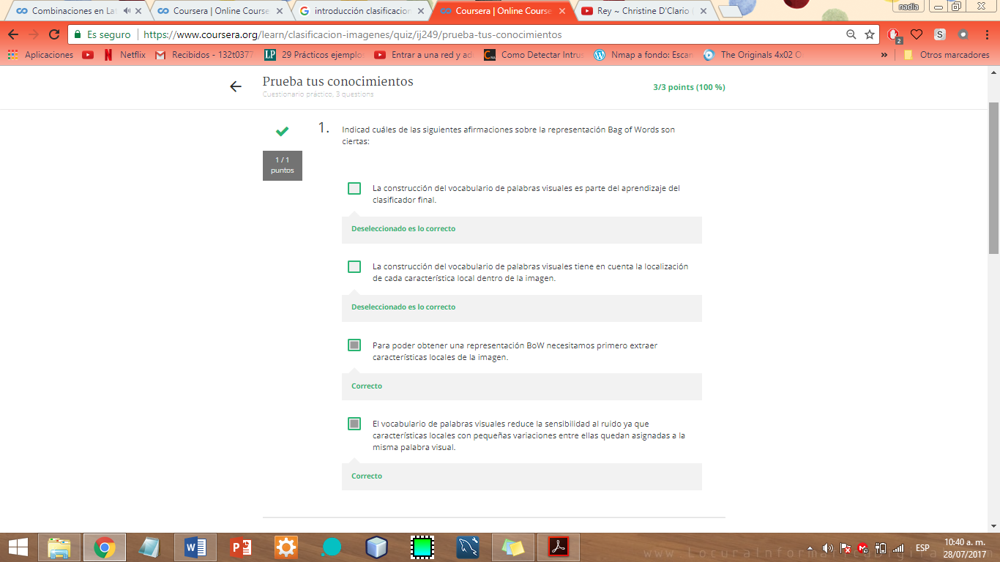 Combinaciones en La
Coursera | Online Course
introducción clasificacion
Coursera | Online Course
Rey ~ Christine D'Clario
nadia
Es seguro
https://www.coursera.org/learn/clasificacion-imagenes/quiz/ij249/prueba-tus-conocimientos
S
2
Aplicaciones
Netflix
Recibidos - 132t0377
LP
29 Prácticos ejemplo
Entrar a una red y ad
Como Detectar Intrus
Nmap a fondo: Escan
The Originals 4x02 O
»
Otros marcadores
Prueba tus conocimientos
Cuestionario práctico, 3 questions
3/3 points (100 %)
1 / 1
puntos
1.
Indicad cuáles de las siguientes afirmaciones sobre la representación Bag of Words son
ciertas:
La construcción del vocabulario de palabras visuales es parte del aprendizaje del
clasificador final.
Deseleccionado es lo correcto
La construcción del vocabulario de palabras visuales tiene en cuenta la localización
de cada característica local dentro de la imagen.
Deseleccionado es lo correcto
Para poder obtener una representación BoW necesitamos primero extraer
características locales de la imagen.
Correcto
El vocabulario de palabras visuales reduce la sensibilidad al ruido ya que
características locales con pequeñas variaciones entre ellas quedan asignadas a la
misma palabra visual.
Correcto
ESP
10:40 a. m.
28/07/2017